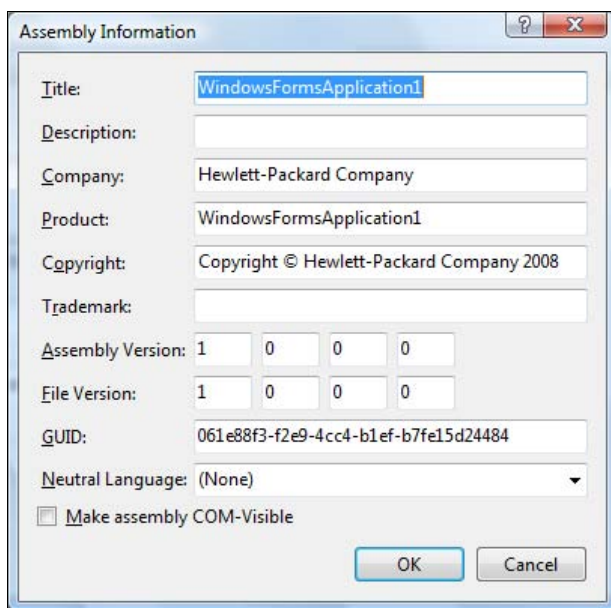 Assembly Information
Title: WindowsFormsApplication1
Description:
Company: Hewlett-Packard Company
Product: WindowsFormsApplication1
Copyright: Copyright © Hewlett-Packard Company 2008
Trademark:
Assembly Version: 1 0 0 0
File Version: 1 0 0 0
GUID: 061e88f3-f2e9-4cc4-b1ef-b7fe15d24484
Neutral Language: (None)
Make assembly COM-Visible
OK Cancel